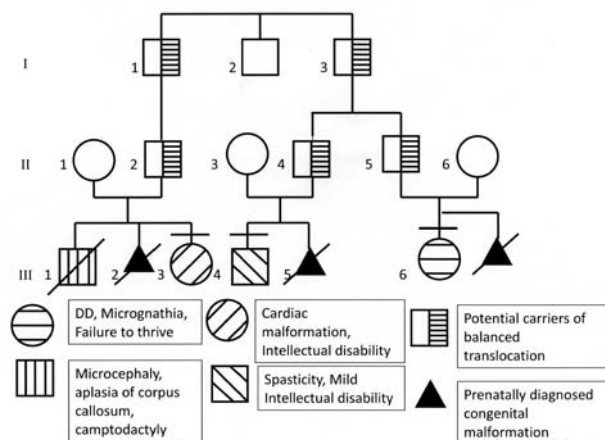 I
1
2
3
II
1
2
3
4
5
6
III
1
2
3
4
5
6
DD, Micrognathia,
Failure to thrive
Cardiac
malformation,
Intellectual disability
Potential carriers of
balanced
translocation
Microcephaly,
aplasia of corpus
callosum,
camptodactyly
Spasticity, Mild
Intellectual disability
Prenatally diagnosed
congenital
malformation